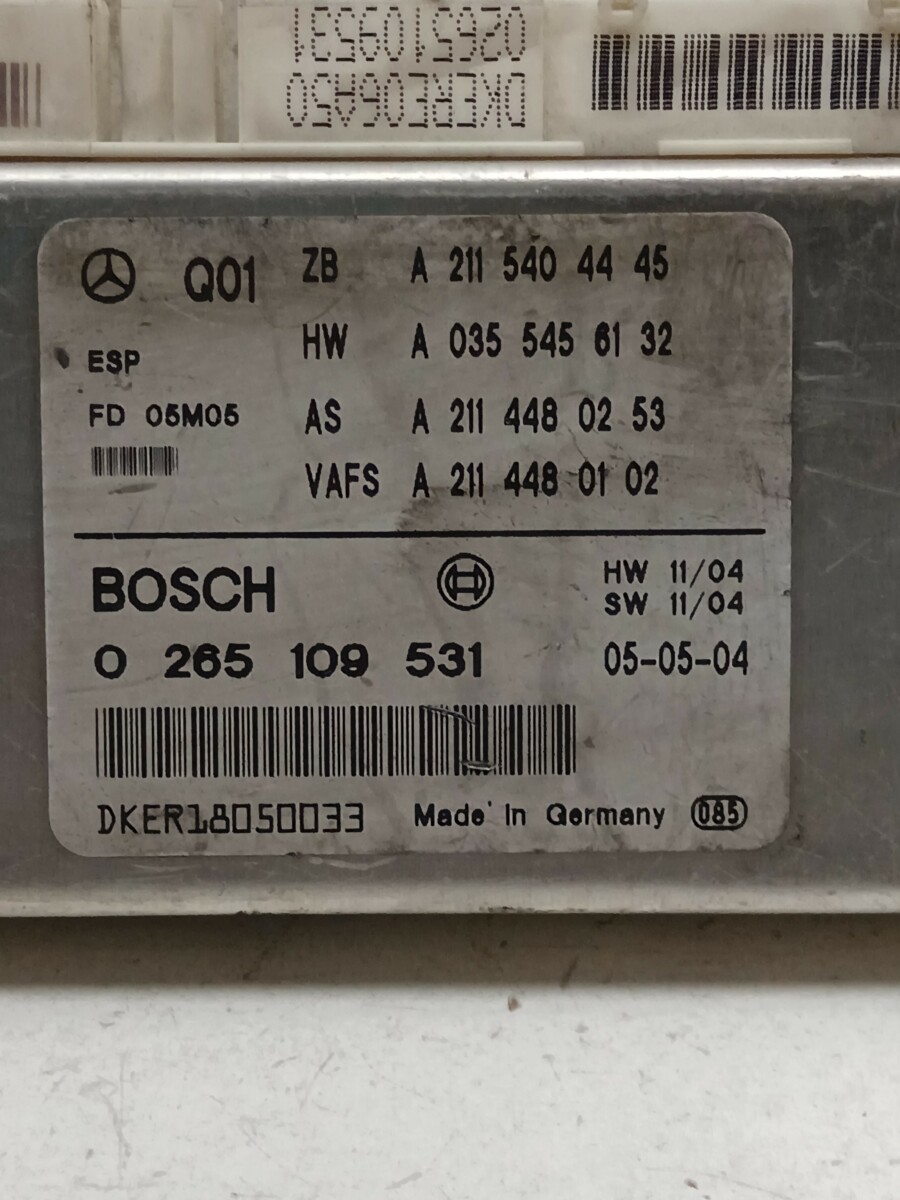 0265109531
DKERE06A50
Q01
ZB A 211 540 44 45
HW A 035 545 61 32
ESP
FD 05M05
AS A 211 448 02 53
VAFS A 211 448 01 02
BOSCH
HW 11/04
SW 11/04
0 265 109 531
05-05-04
DKER18050033
Made in Germany
085